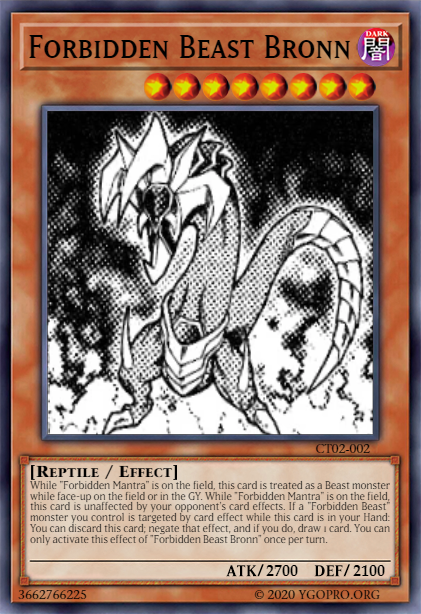 Forbidden Beast Bronn
DARK
闇
CT02-002
[Reptile / Effect]
While "Forbidden Mantra" is on the field, this card is treated as a Beast monster
while face-up on the field or in the GY. While "Forbidden Mantra" is on the field,
this card is unaffected by your opponent's card effects. If a "Forbidden Beast"
monster you control is targeted by card effect while this card is in your Hand:
You can discard this card; negate that effect, and if you do, draw 1 card. You can
only activate this effect of "Forbidden Beast Bronn" once per turn.
ATK/2700 DEF/2100
3662766225
© 2020 YGOPRO.ORG